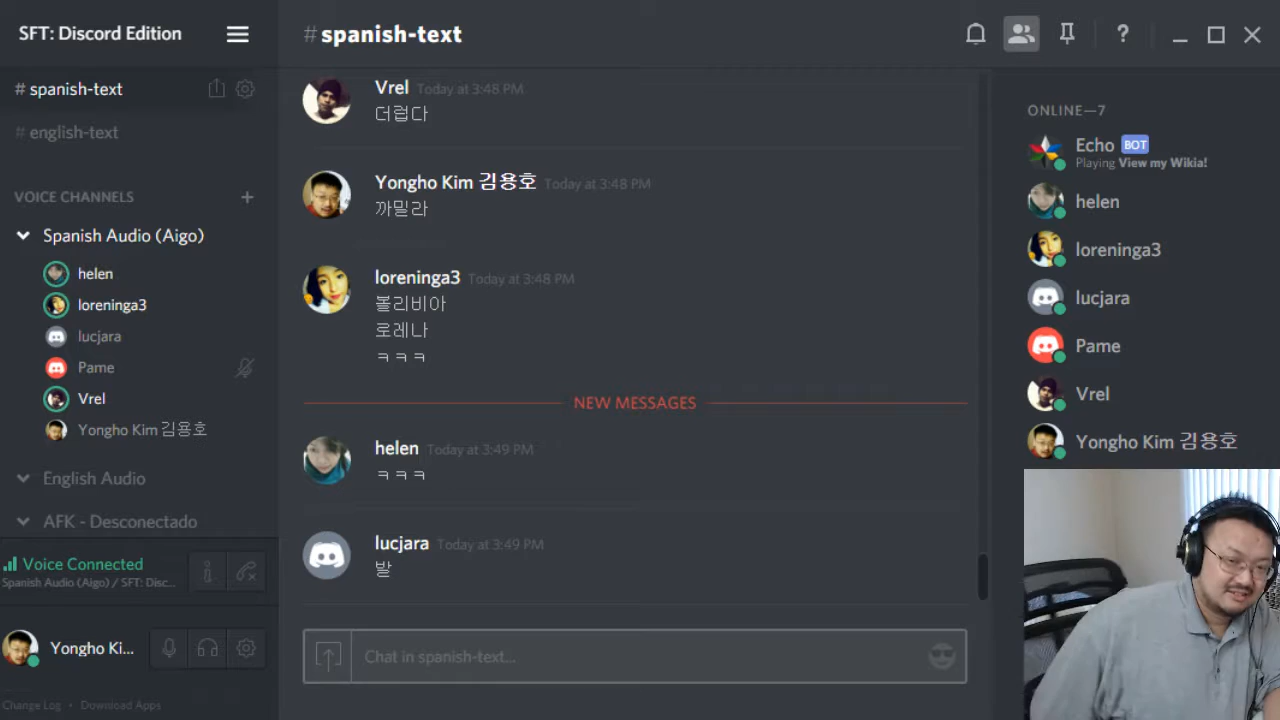 SFT: Discord Edition
# spanish-text
# english-text
VOICE CHANNELS
Spanish Audio (Aigo)
helen
loreninga3
lucjara
Pame
Vrel
Yongho Kim 김용호
English Audio
AFK - Desconectado
Voice Connected
Spanish Audio (Aigo) / SFT: Disc...
Yongho Ki...
Change Log • Download Apps
#spanish-text
Vrel Today at 3:48 PM
더럽다
Yongho Kim 김용호 Today at 3:48 PM
까밀라
loreninga3 Today at 3:48 PM
볼리비아
로레나
ㅋㅋㅋ
NEW MESSAGES
helen Today at 3:49 PM
ㅋㅋㅋ
lucjara Today at 3:49 PM
발
Chat in spanish-text...
ONLINE—7
Echo BOT
Playing View my Wikia!
helen
loreninga3
lucjara
Pame
Vrel
Yongho Kim 김용호